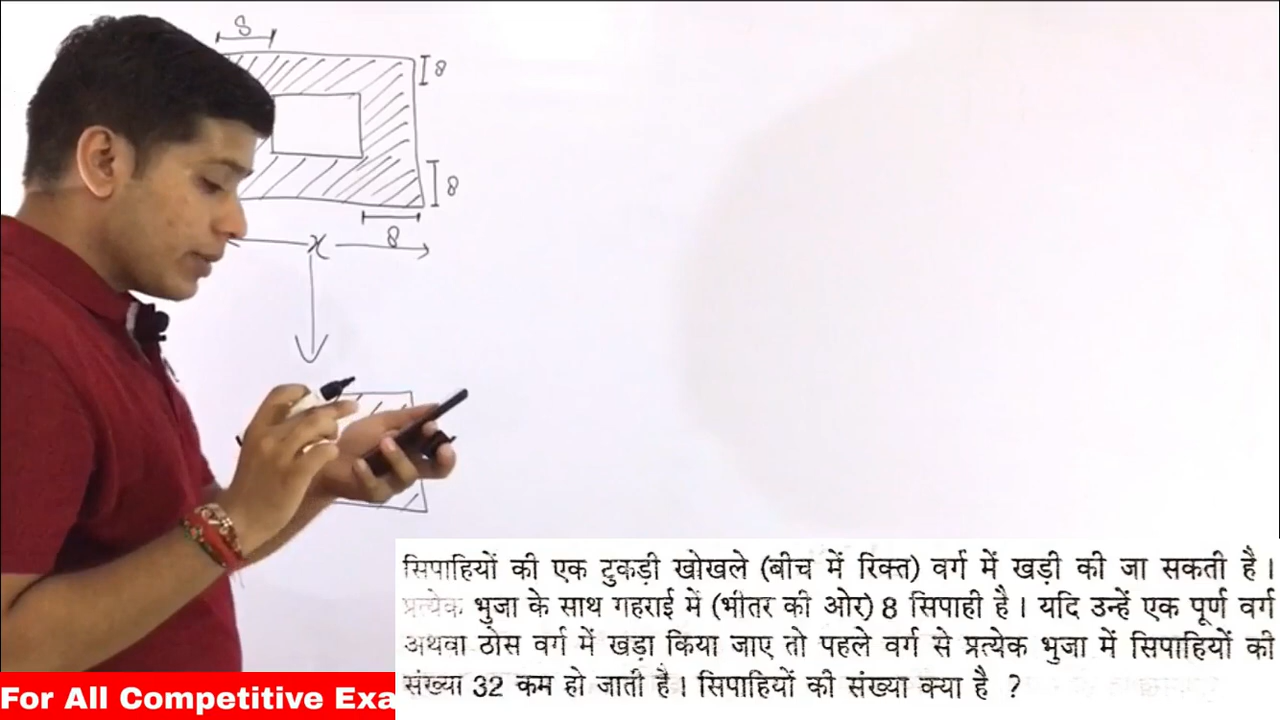 8
8
8
8
x
सिपाहियों की एक टुकड़ी खोखले (बीच में रिक्त) वर्ग में खड़ी की जा सकती है।
प्रत्येक भुजा के साथ गहराई में (भीतर की ओर) 8 सिपाही है। यदि उन्हें एक पूर्ण वर्ग
अथवा ठोस वर्ग में खड़ा किया जाए तो पहले वर्ग से प्रत्येक भुजा में सिपाहियों की
संख्या 32 कम हो जाती है। सिपाहियों की संख्या क्या है ?
For All Competitive Exa